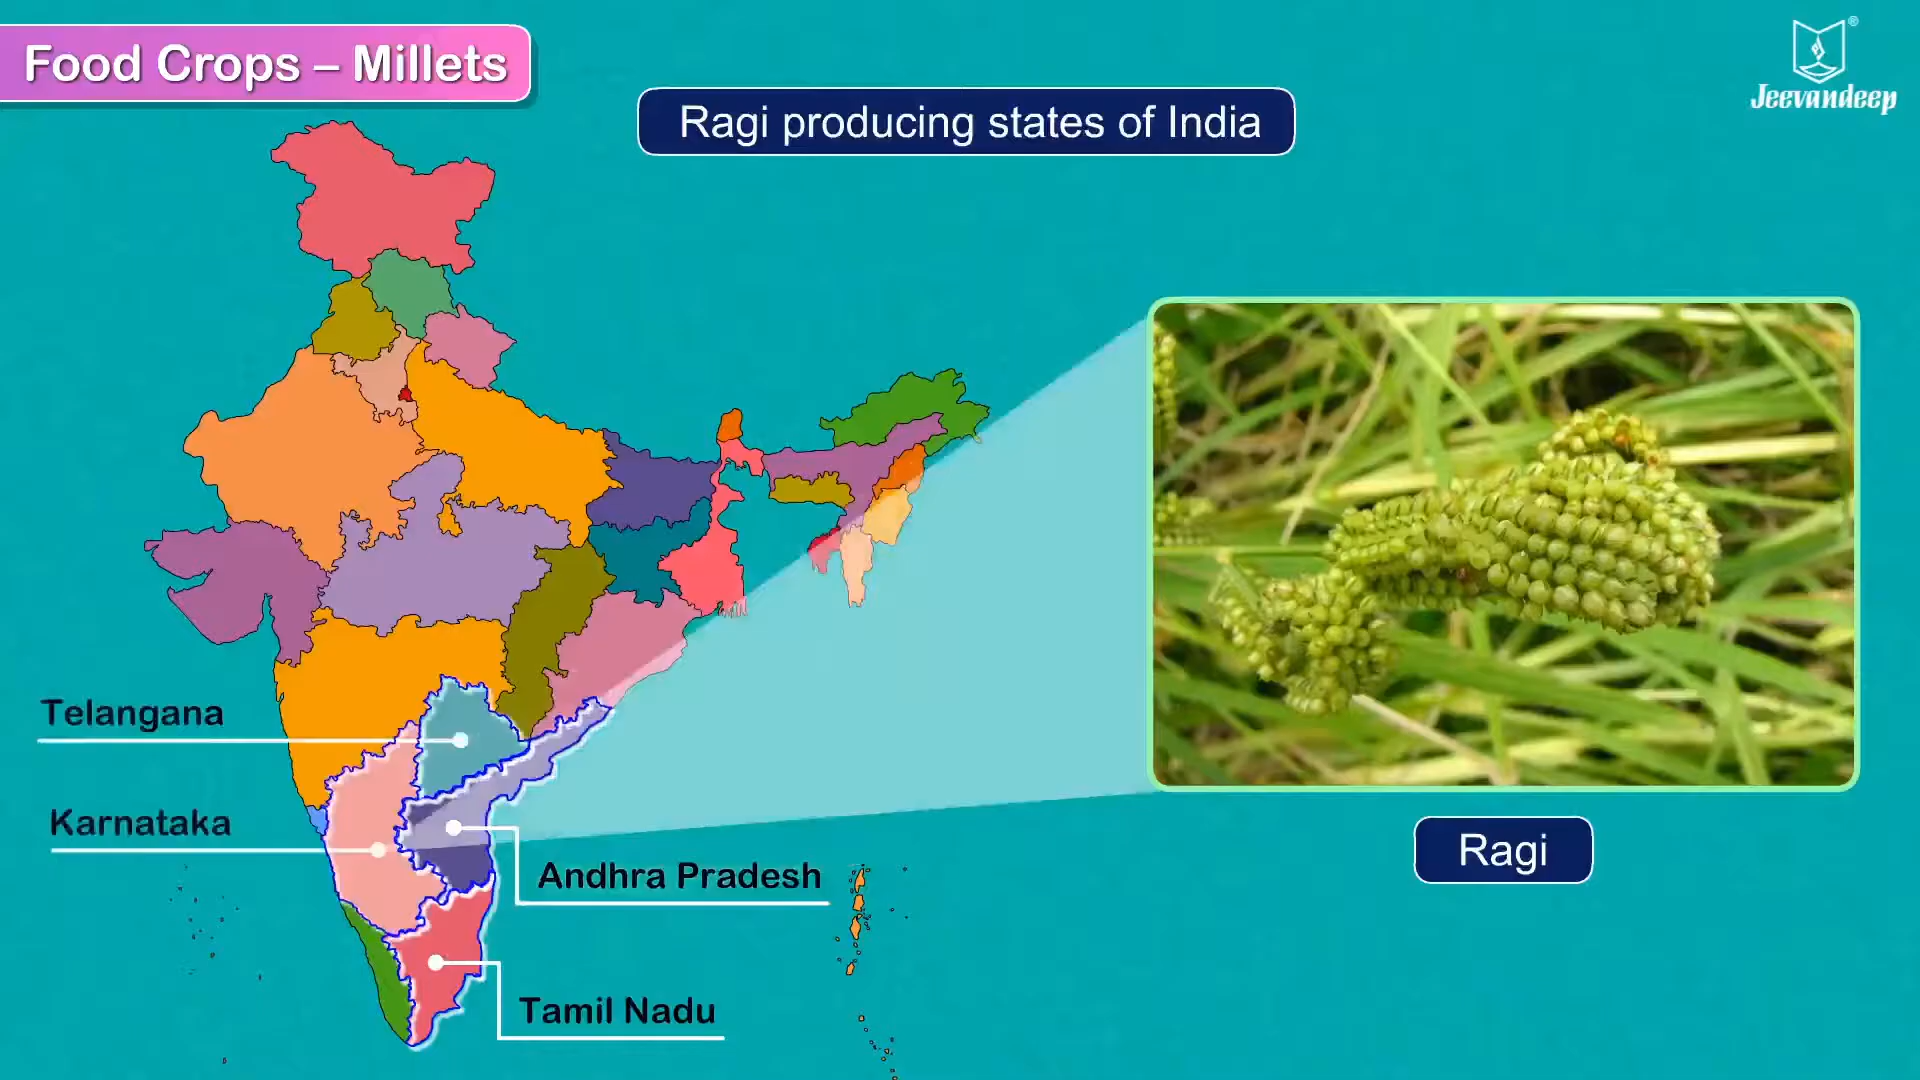 Food Crops – Millets
Jeevandeep®
Ragi producing states of India
Telangana
Karnataka
Andhra Pradesh
Tamil Nadu
Ragi